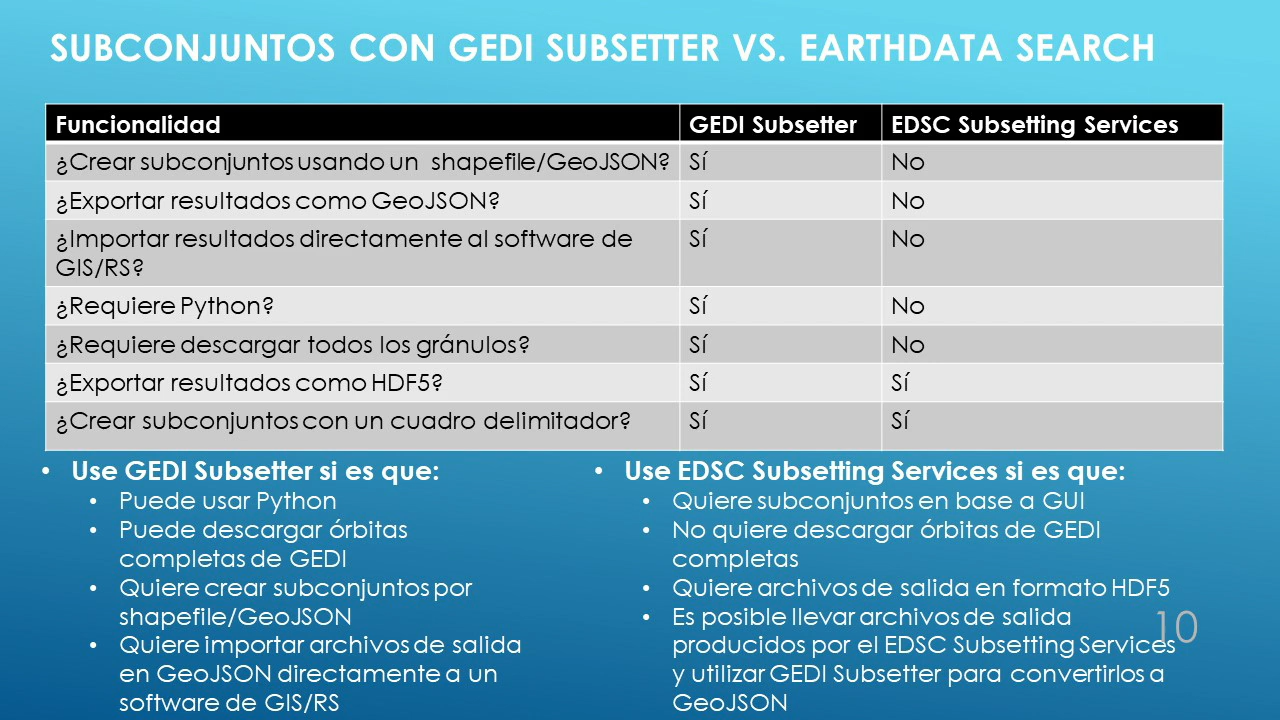 SUBCONJUNTOS CON GEDI SUBSETTER VS. EARTHDATA SEARCH
Funcionalidad GEDI Subsetter EDSC Subsetting Services
¿Crear subconjuntos usando un shapefile/GeoJSON? Sí No
¿Exportar resultados como GeoJSON? Sí No
¿Importar resultados directamente al software de Sí No
GIS/RS?
¿Requiere Python? Sí No
¿Requiere descargar todos los gránulos? Sí No
¿Exportar resultados como HDF5? Sí Sí
¿Crear subconjuntos con un cuadro delimitador? Sí Sí
• Use GEDI Subsetter si es que:
• Puede usar Python
• Puede descargar órbitas
completas de GEDI
• Quiere crear subconjuntos por
shapefile/GeoJSON
• Quiere importar archivos de salida
en GeoJSON directamente a un
software de GIS/RS
• Use EDSC Subsetting Services si es que:
• Quiere subconjuntos en base a GUI
• No quiere descargar órbitas de GEDI
completas
• Quiere archivos de salida en formato HDF5
• Es posible llevar archivos de salida
producidos por el EDSC Subsetting Services
y utilizar GEDI Subsetter para convertirlos a
GeoJSON
10